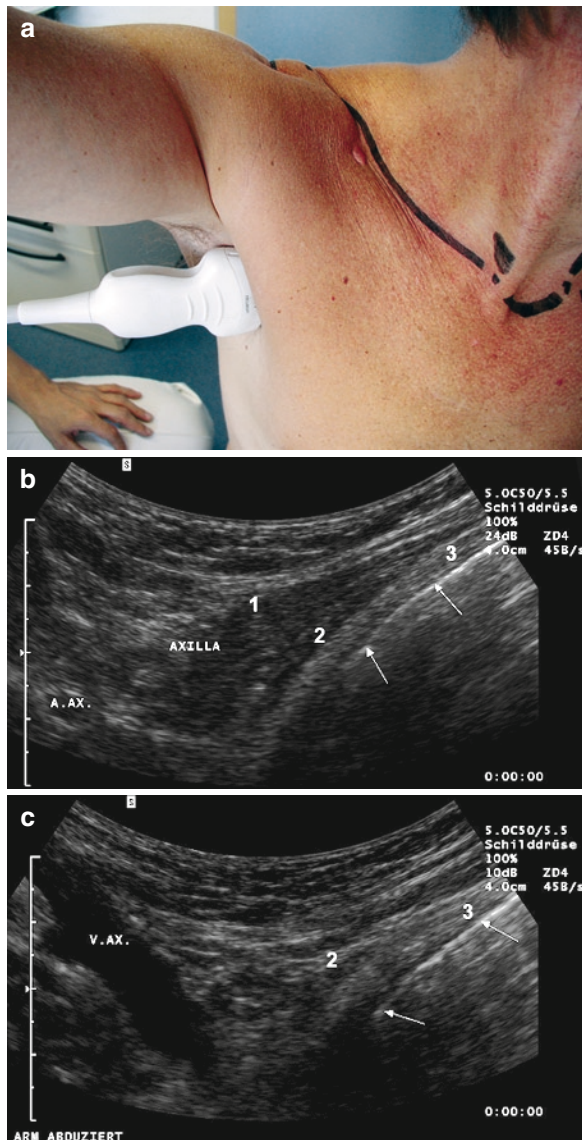 a
b
S
5.0C50/5.5
Schilddrüse
100%
24dB ZD4
4.0cm 45B/s
3
1
2
AXILLA
A.AX.
0:00:00
c
S
5.0C50/5.5
Schilddrüse
100%
10dB ZD4
4.0cm 45B/s
3
V.AX.
2
0:00:00
ARM ABDUZIERT